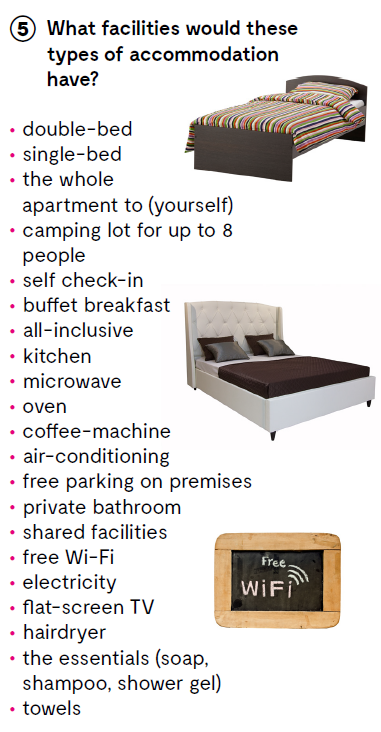 5 What facilities would these
types of accommodation
have?
• double-bed
• single-bed
• the whole
apartment to (yourself)
• camping lot for up to 8
people
• self check-in
• buffet breakfast
• all-inclusive
• kitchen
• microwave
• oven
• coffee-machine
• air-conditioning
• free parking on premises
• private bathroom
• shared facilities
• free Wi-Fi
• electricity
• flat-screen TV
• hairdryer
• the essentials (soap,
shampoo, shower gel)
• towels
Free
WiFi